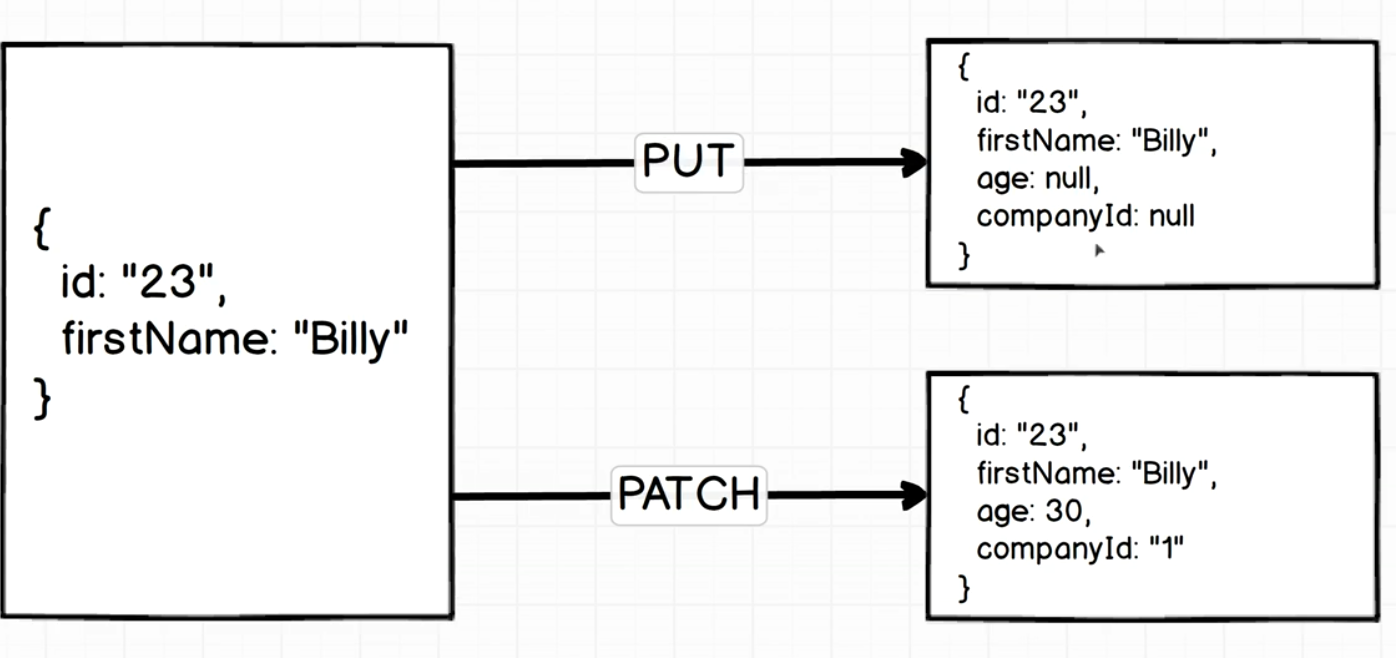 {
id: "23",
firstName: "Billy"
}
PUT
{
id: "23",
firstName: "Billy",
age: null,
companyId: null
}
PATCH
{
id: "23",
firstName: "Billy",
age: 30,
companyId: "1"
}